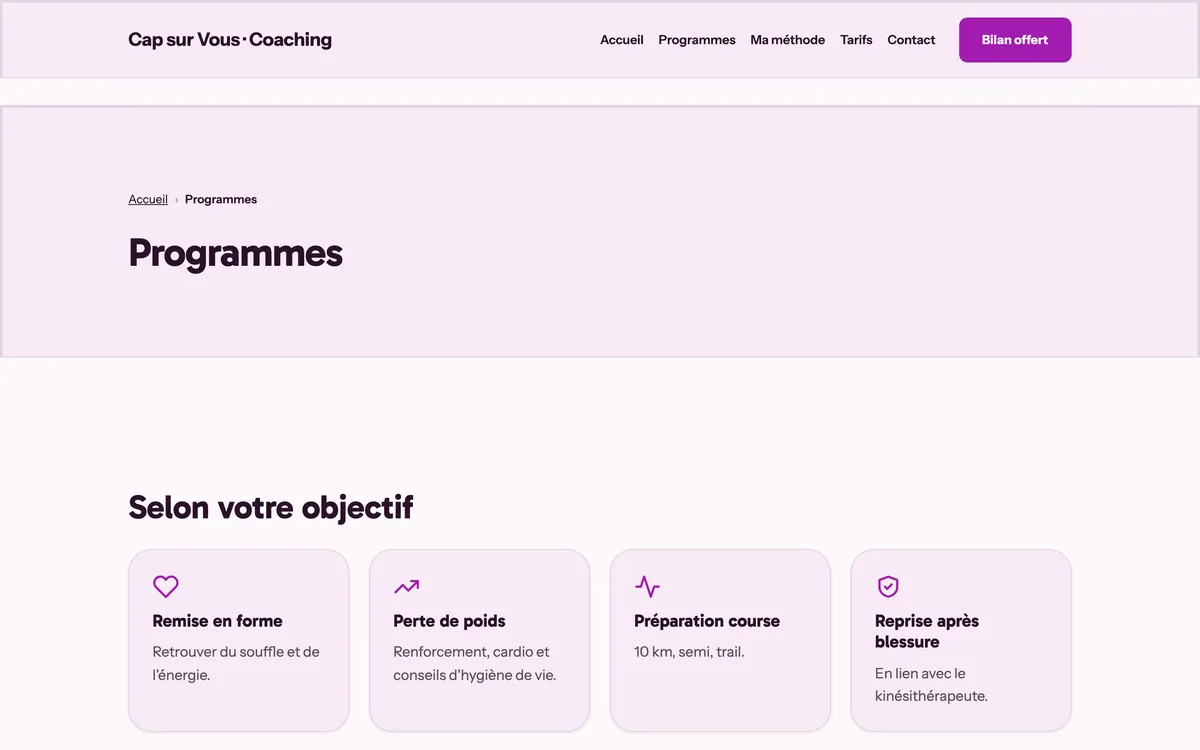 Cap sur Vous · Coaching
Accueil Programmes Ma méthode Tarifs Contact Bilan offert
Accueil › Programmes
Programmes
Selon votre objectif
Remise en forme
Retrouver du souffle et de
l'énergie.
Perte de poids
Renforcement, cardio et
conseils d'hygiène de vie.
Préparation course
10 km, semi, trail.
Reprise après
blessure
En lien avec le
kinésithérapeute.